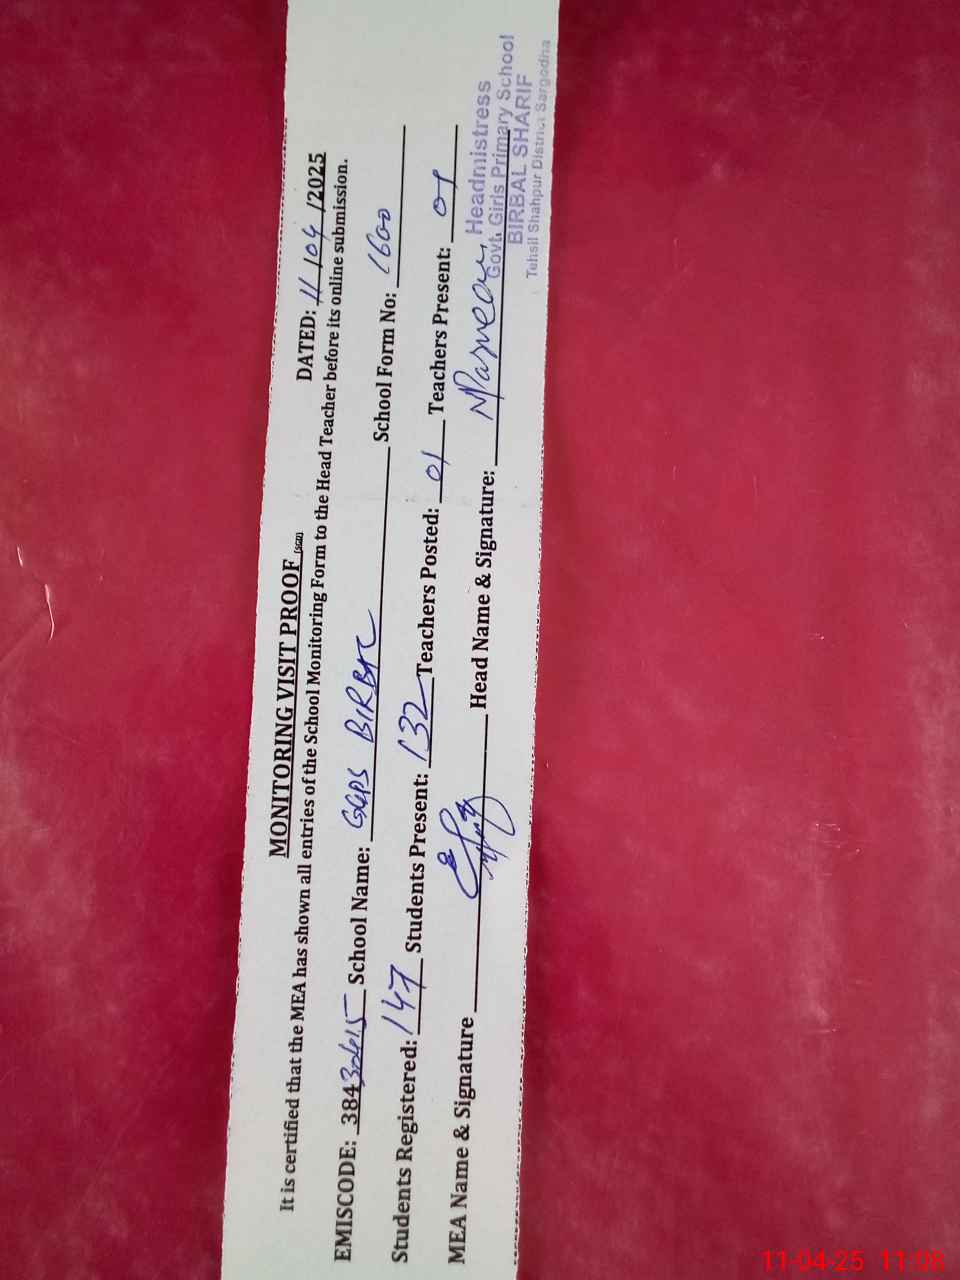 MONITORING VISIT PROOF (SGD) DATED: 11/04/2025
It is certified that the MEA has shown all entries of the School Monitoring Form to the Head Teacher before its online submission.
EMISCODE: 38430615 School Name: GGPS BIRBAL School Form No: 1600
Students Registered: 147 Students Present: 132 Teachers Posted: 01 Teachers Present: 01
MEA Name & Signature Head Name & Signature: NParveen
Headmistress
Govt. Girls Primary School
BIRBAL SHARIF
Tehsil Shahpur District Sargodha
11-04-25 11:08